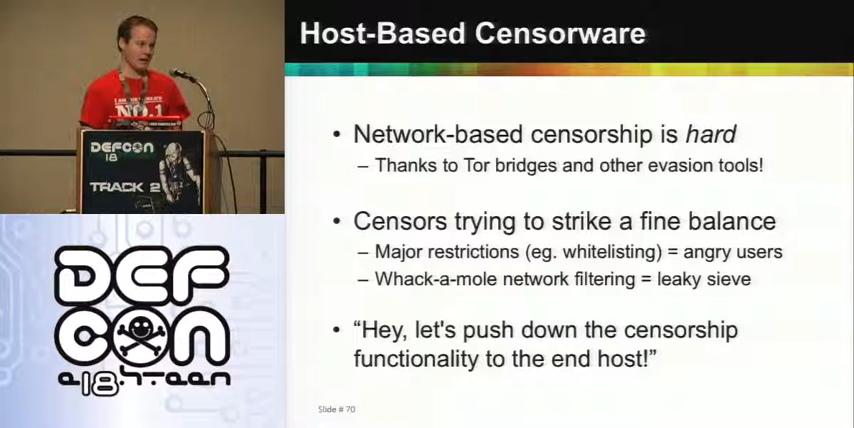 NO.1
DEFCON
18
TRACK 2
DEF
CON
e18hteen
Host-Based Censorware
• Network-based censorship is hard
– Thanks to Tor bridges and other evasion tools!
• Censors trying to strike a fine balance
– Major restrictions (eg. whitelisting) = angry users
– Whack-a-mole network filtering = leaky sieve
• “Hey, let's push down the censorship
functionality to the end host!”
Slide # 70